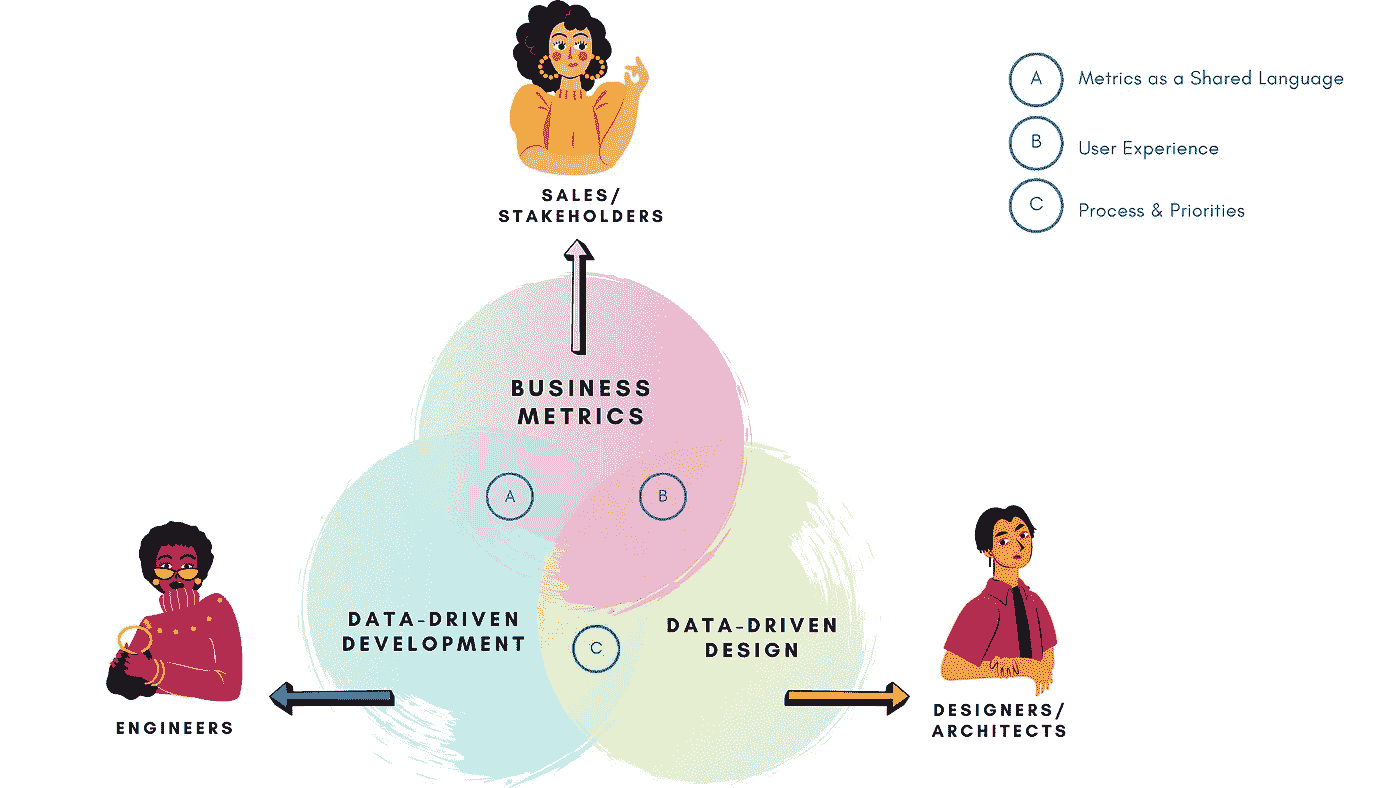 A
Metrics as a Shared Language
B
User Experience
C
Process & Priorities
SALES/
STAKEHOLDERS
BUSINESS
METRICS
A
B
DATA-DRIVEN
DEVELOPMENT
C
DATA-DRIVEN
DESIGN
ENGINEERS
DESIGNERS/
ARCHITECTS